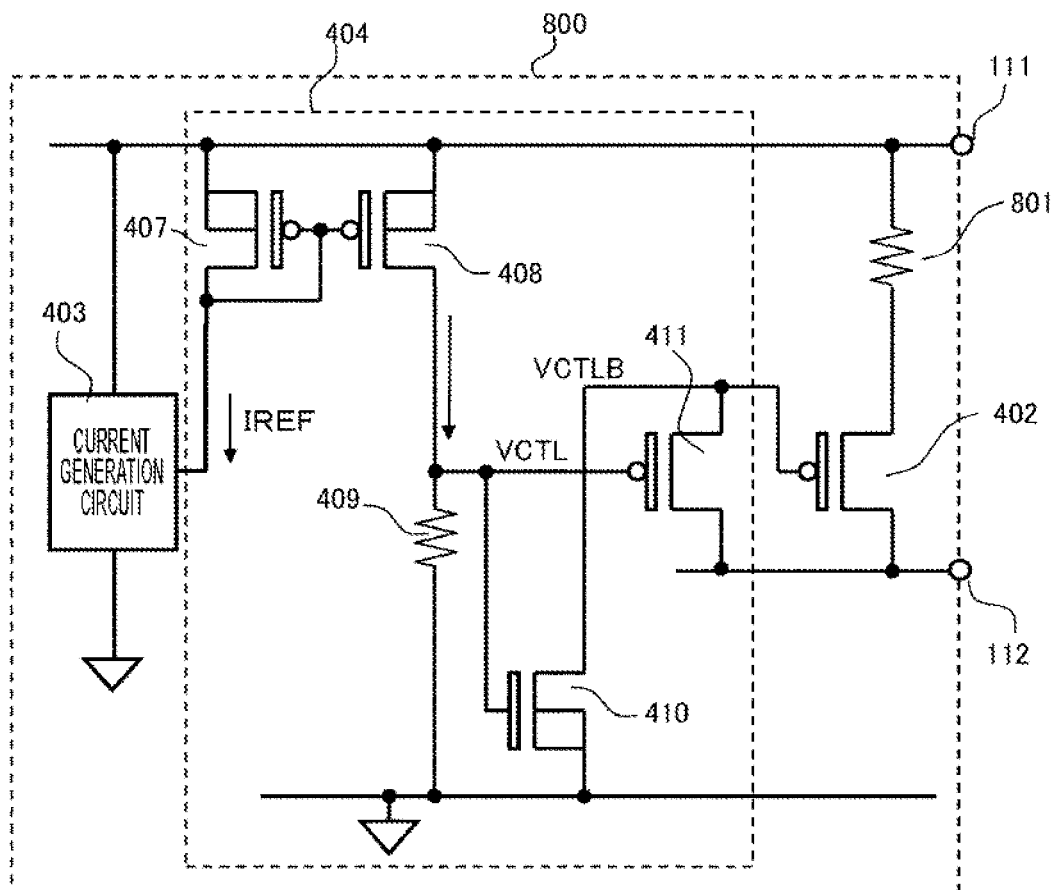 404
800
111
407
408
801
403
411
VCTLB
402
CURRENT
GENERATION
CIRCUIT
IREF
VCTL
409
410
112